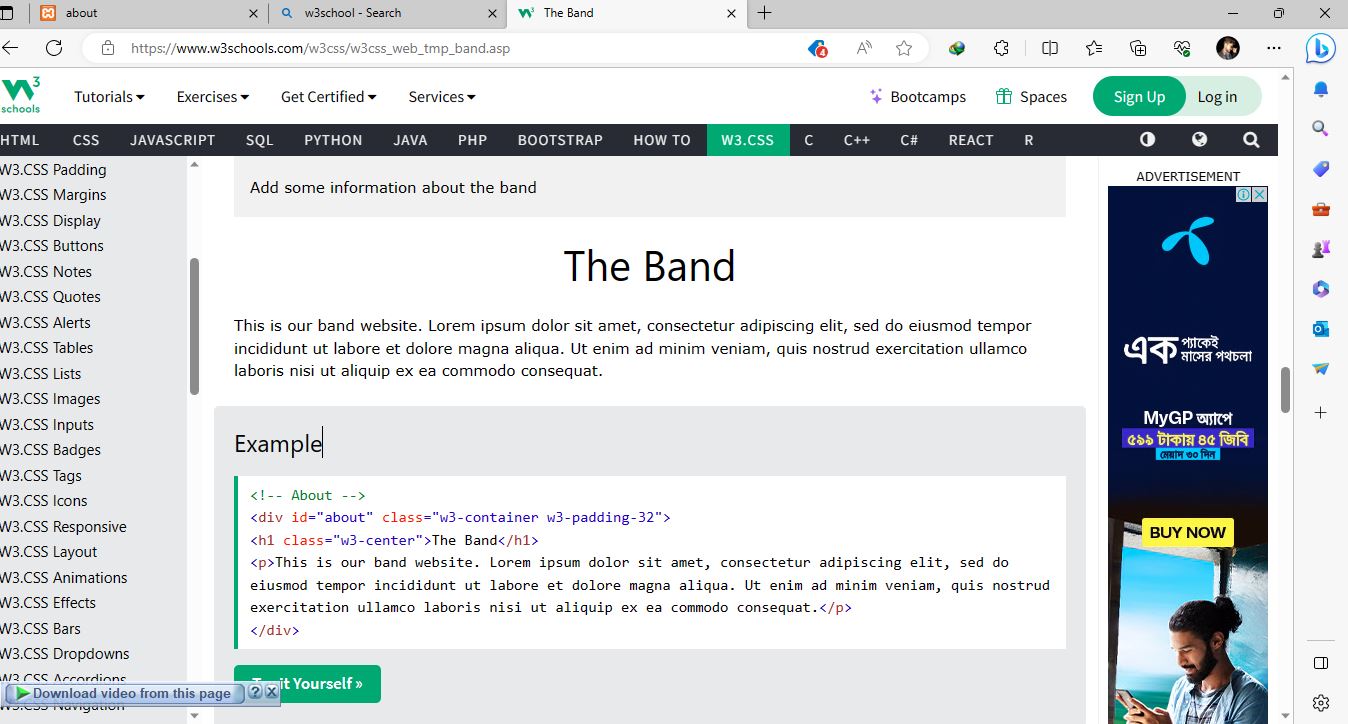 about
w3school - Search
The Band
https://www.w3schools.com/w3css/w3css_web_tmp_band.asp
4
W3
schools
Tutorials
Exercises
Get Certified
Services
Bootcamps
Spaces
Sign Up
Log in
HTML
CSS
JAVASCRIPT
SQL
PYTHON
JAVA
PHP
BOOTSTRAP
HOW TO
W3.CSS
C
C++
C#
REACT
R
W3.CSS Padding
W3.CSS Margins
W3.CSS Display
W3.CSS Buttons
W3.CSS Notes
W3.CSS Quotes
W3.CSS Alerts
W3.CSS Tables
W3.CSS Lists
W3.CSS Images
W3.CSS Inputs
W3.CSS Badges
W3.CSS Tags
W3.CSS Icons
W3.CSS Responsive
W3.CSS Layout
W3.CSS Animations
W3.CSS Effects
W3.CSS Bars
W3.CSS Dropdowns
W3.CSS Accordions
W3.CSS Navigation
Download video from this page
Add some information about the band
The Band
This is our band website. Lorem ipsum dolor sit amet, consectetur adipiscing elit, sed do eiusmod tempor
incididunt ut labore et dolore magna aliqua. Ut enim ad minim veniam, quis nostrud exercitation ullamco
laboris nisi ut aliquip ex ea commodo consequat.
Example
<!-- About -->
<div id="about" class="w3-container w3-padding-32">
<h1 class="w3-center">The Band</h1>
<p>This is our band website. Lorem ipsum dolor sit amet, consectetur adipiscing elit, sed do
eiusmod tempor incididunt ut labore et dolore magna aliqua. Ut enim ad minim veniam, quis nostrud
exercitation ullamco laboris nisi ut aliquip ex ea commodo consequat.</p>
</div>
Try it Yourself »
ADVERTISEMENT
এক প্যাকেই
মাসের পথচলা
MyGP অ্যাপে
৫৯৯ টাকায় ৪৫ জিবি
মেয়াদ ৩০ দিন
BUY NOW